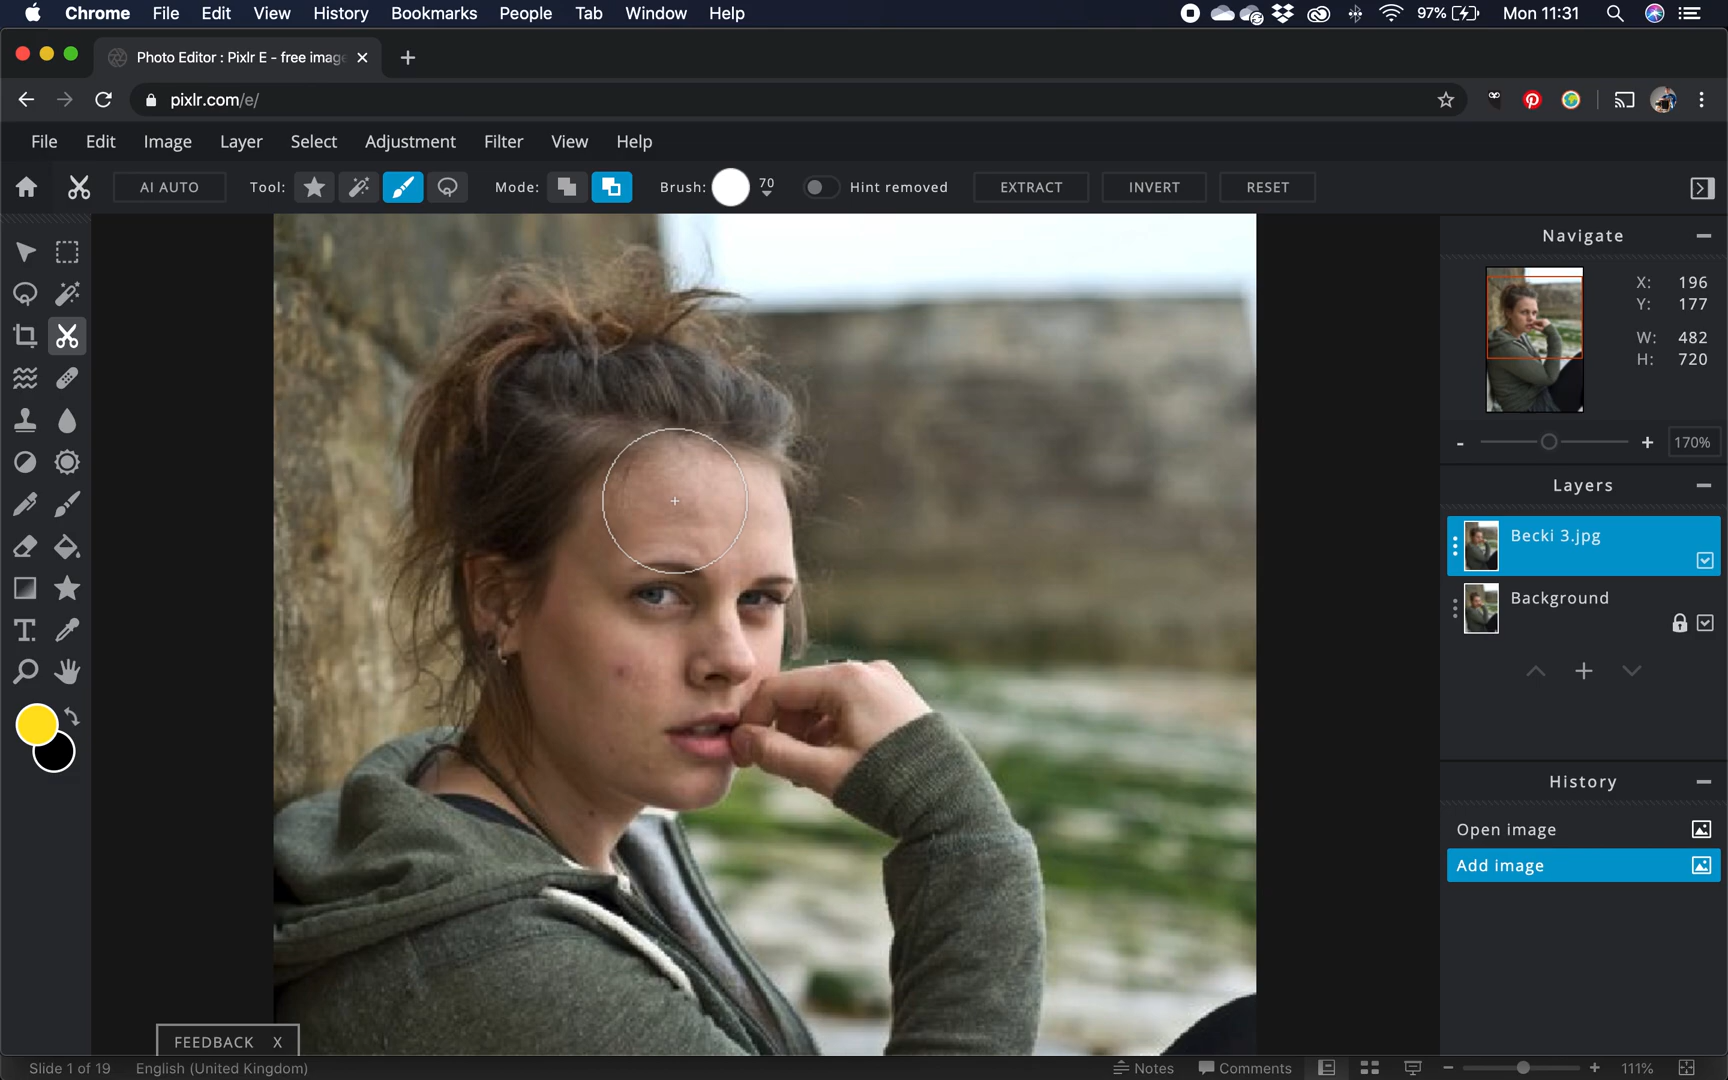 Chrome File Edit View History Bookmarks People Tab Window Help 97% Mon 11:31
Photo Editor : Pixlr E - free image
pixlr.com/e/
File Edit Image Layer Select Adjustment Filter View Help
AI AUTO Tool: Mode: Brush: 70 Hint removed EXTRACT INVERT RESET
Navigate
X: 196
Y: 177
W: 482
H: 720
- + 170%
Layers
Becki 3.jpg
Background
History
Open image
Add image
FEEDBACK X
Slide 1 of 19 English (United Kingdom) Notes Comments - + 111%